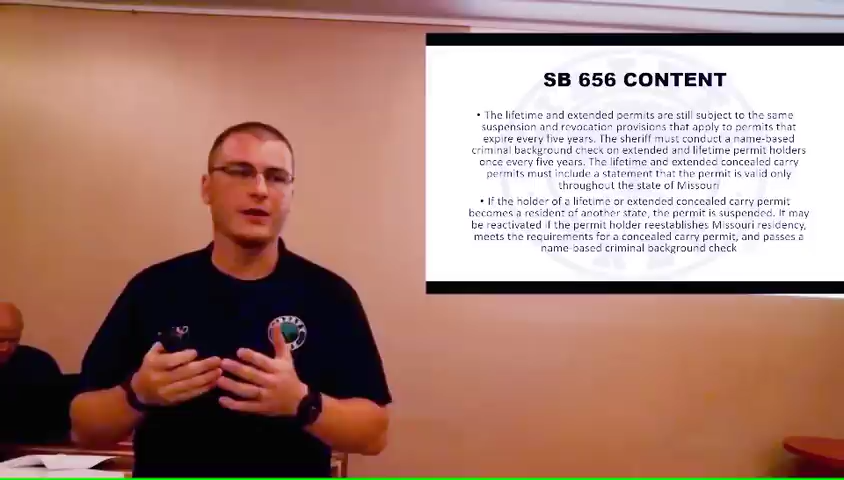 SB 656 CONTENT
• The lifetime and extended permits are still subject to the same
suspension and revocation provisions that apply to permits that
expire every five years. The sheriff must conduct a name-based
criminal background check on extended and lifetime permit holders
once every five years. The lifetime and extended concealed carry
permits must include a statement that the permit is valid only
throughout the state of Missouri
• If the holder of a lifetime or extended concealed carry permit
becomes a resident of another state, the permit is suspended. It may
be reactivated if the permit holder reestablishes Missouri residency,
meets the requirements for a concealed carry permit, and passes a
name-based criminal background check